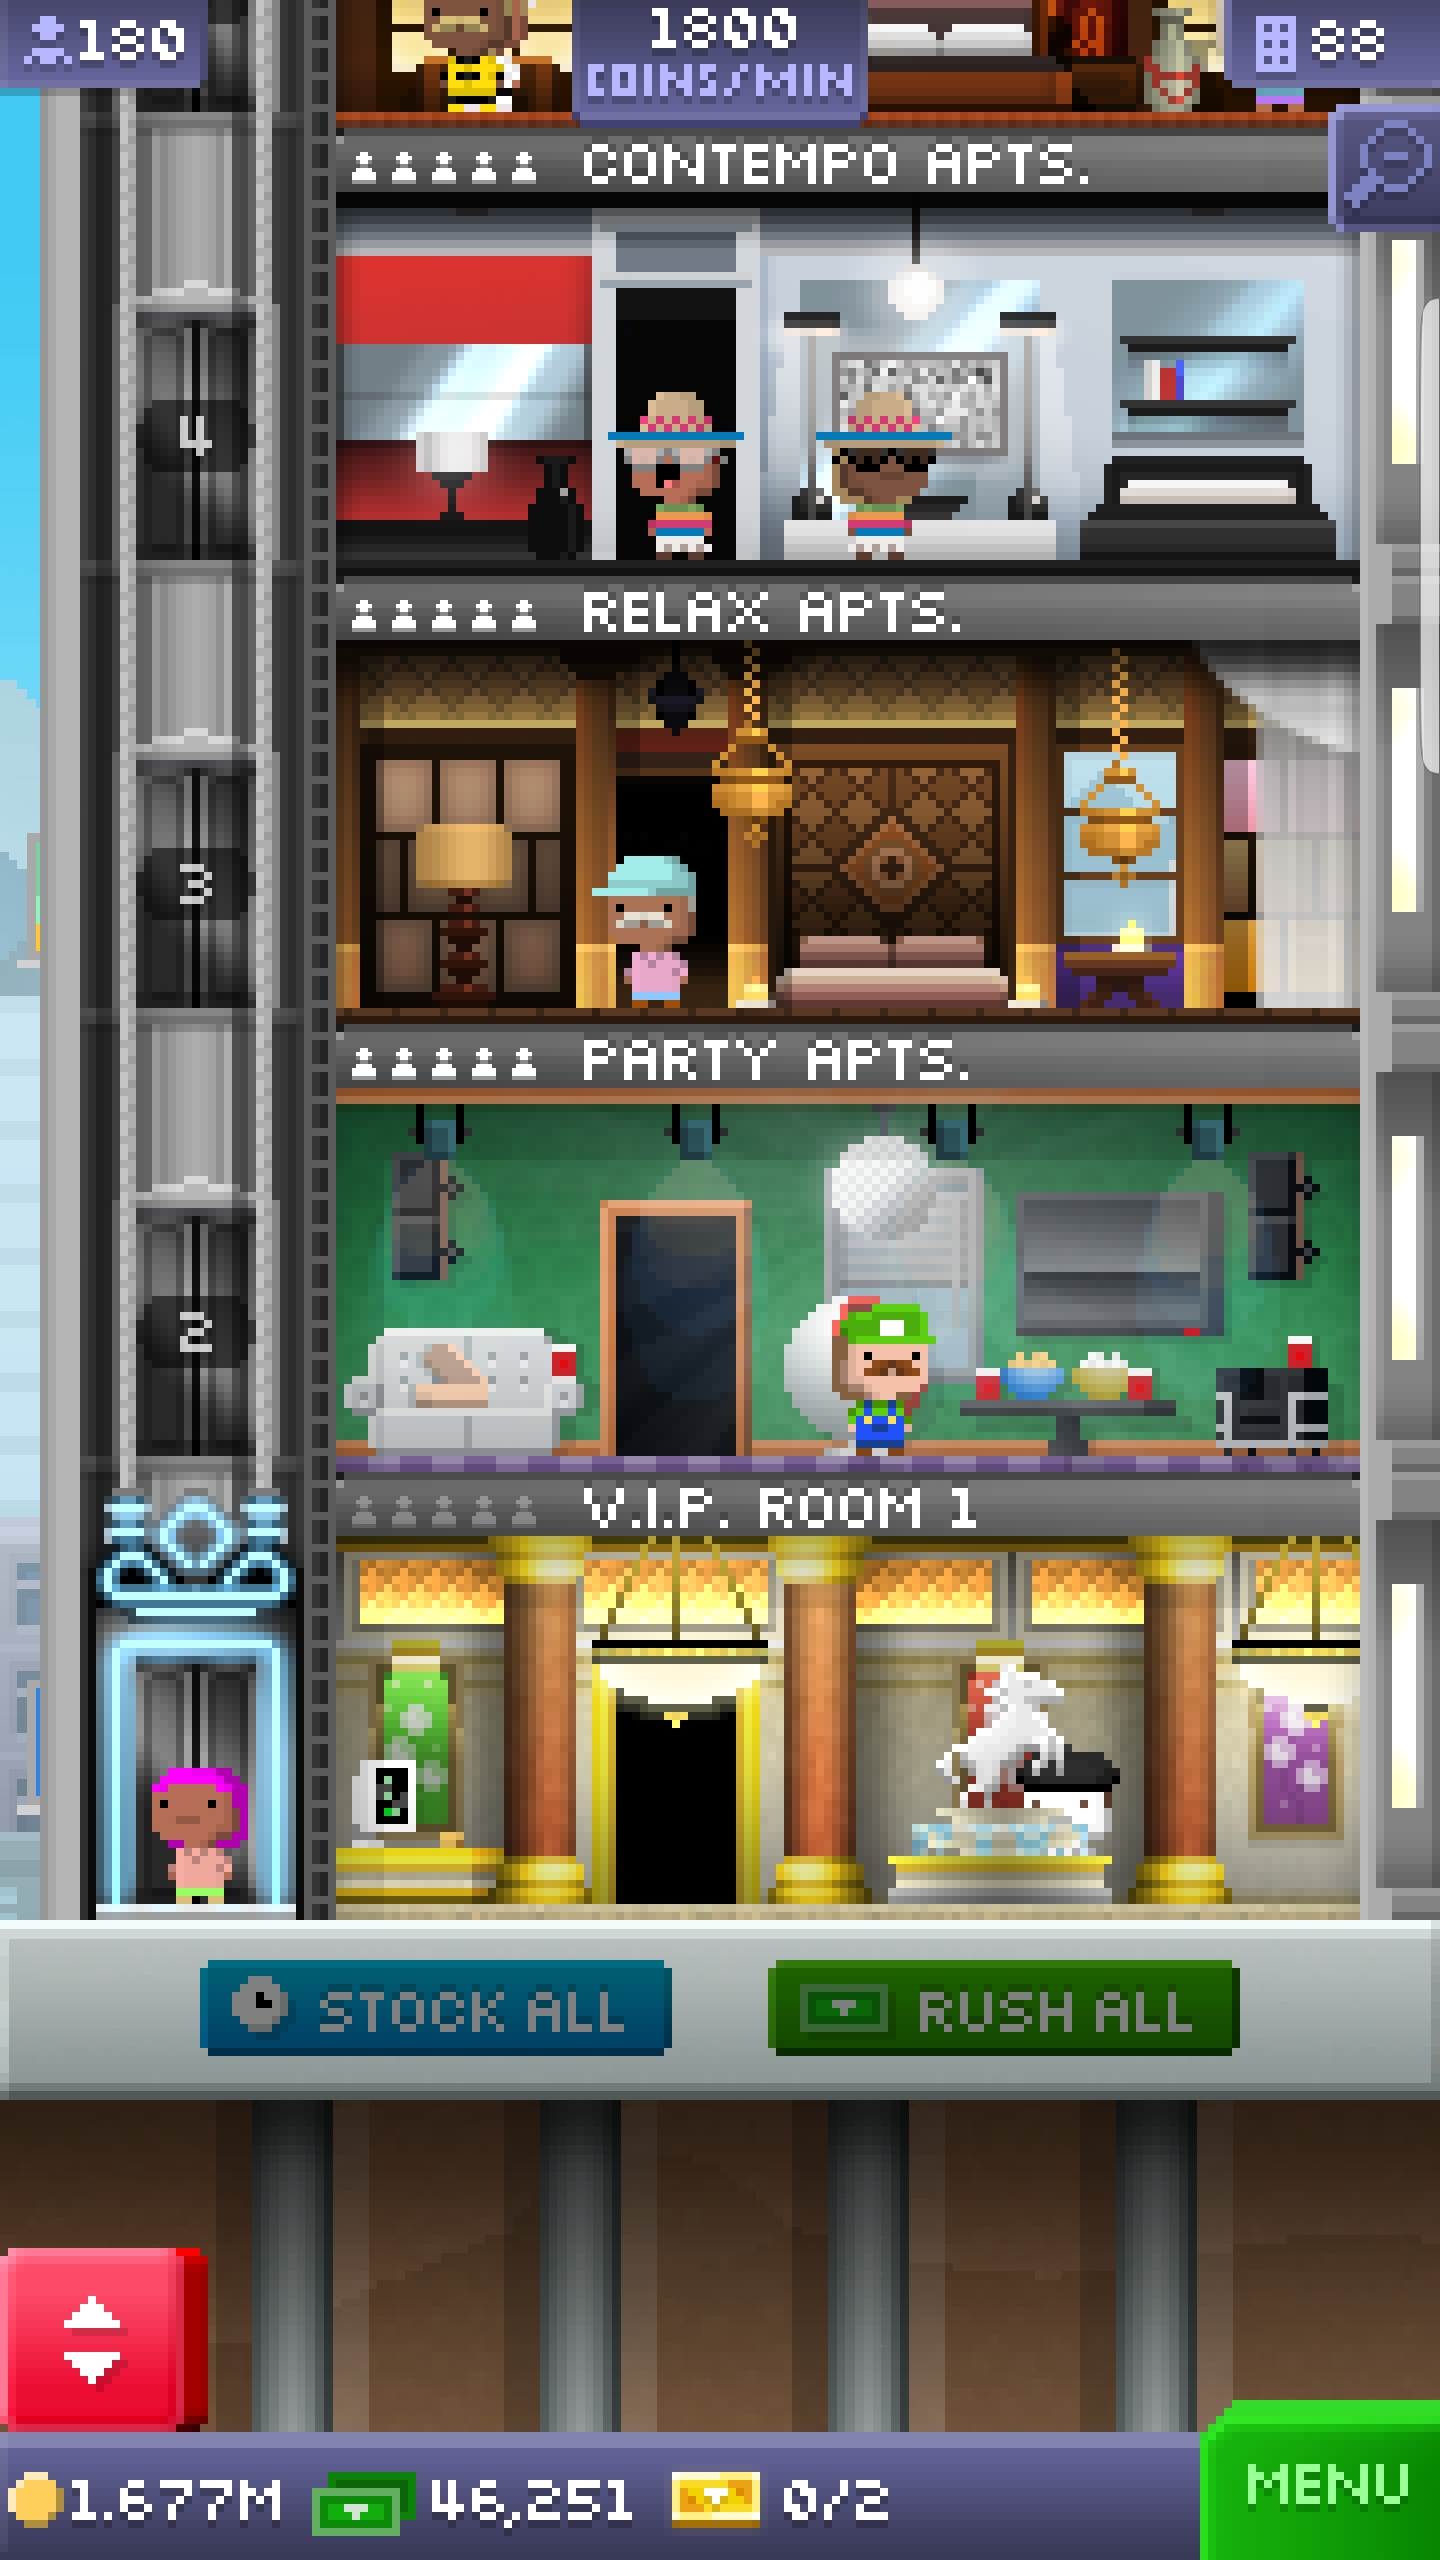 180
1800
COINS/MIN
88
CONTEMPO APTS.
4
RELAX APTS.
3
PARTY APTS.
2
V.I.P. ROOM 1
STOCK ALL
RUSH ALL
1.677M
46,251
0/2
MENU